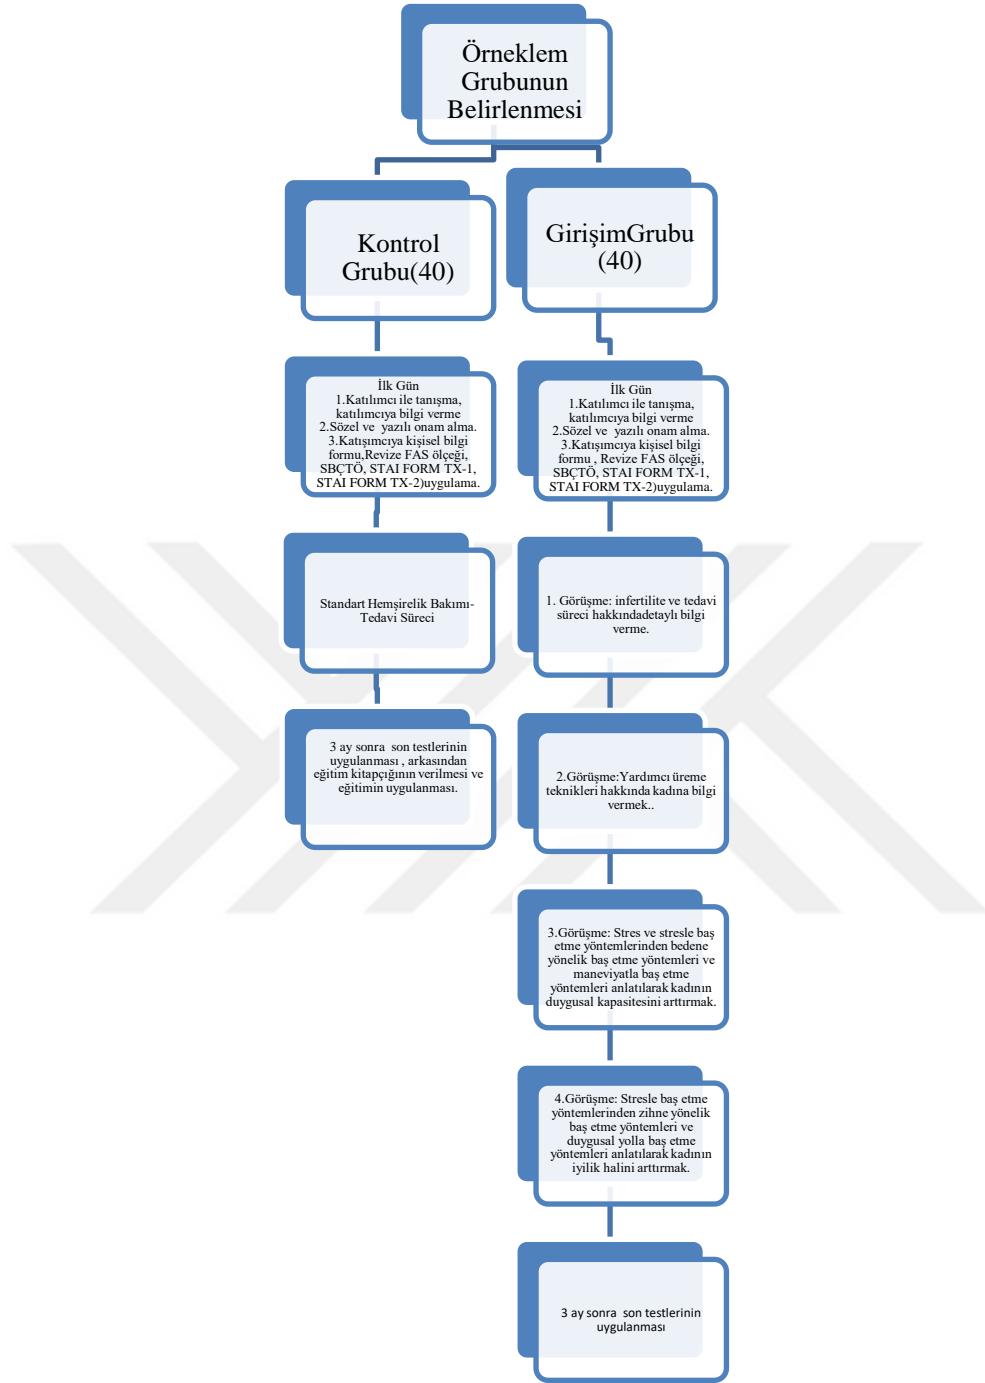 Örneklem
Grubunun
Belirlenmesi
Kontrol
Grubu(40)
İlk Gün
1.Katılımcı ile tanışma,
katılımcıya bilgi verme
2.Sözel ve yazılı onam alma.
3.Katışımcıya kişisel bilgi
formu,Revize FAS ölçeği,
SBÇTÖ, STAI FORM TX-1,
STAI FORM TX-2)uygulama.
Standart Hemşirelik Bakımı-
Tedavi Süreci
3 ay sonra son testlerinin
uygulanması , arkasından
eğitim kitapçığının verilmesi ve
eğitimin uygulanması.
GirişimGrubu
(40)
İlk Gün
1.Katılımcı ile tanışma,
katılımcıya bilgi verme
2.Sözel ve yazılı onam alma.
3.Katışımcıya kişisel bilgi
formu , Revize FAS ölçeği,
SBÇTÖ, STAI FORM TX-1,
STAI FORM TX-2)uygulama.
1. Görüşme: infertilite ve tedavi
süreci hakkındadetaylı bilgi
verme.
2.Görüşme:Yardımcı üreme
teknikleri hakkında kadına bilgi
vermek..
3.Görüşme: Stres ve stresle baş
etme yöntemlerinden bedene
yönelik baş etme yöntemleri ve
maneviyatla baş etme
yöntemleri anlatılarak kadının
duygusal kapasitesini arttırmak.
4.Görüşme: Stresle baş etme
yöntemlerinden zihne yönelik
baş etme yöntemleri ve
duygusal yolla baş etme
yöntemleri anlatılarak kadının
iyilik halini arttırmak.
3 ay sonra son testlerinin
uygulanması